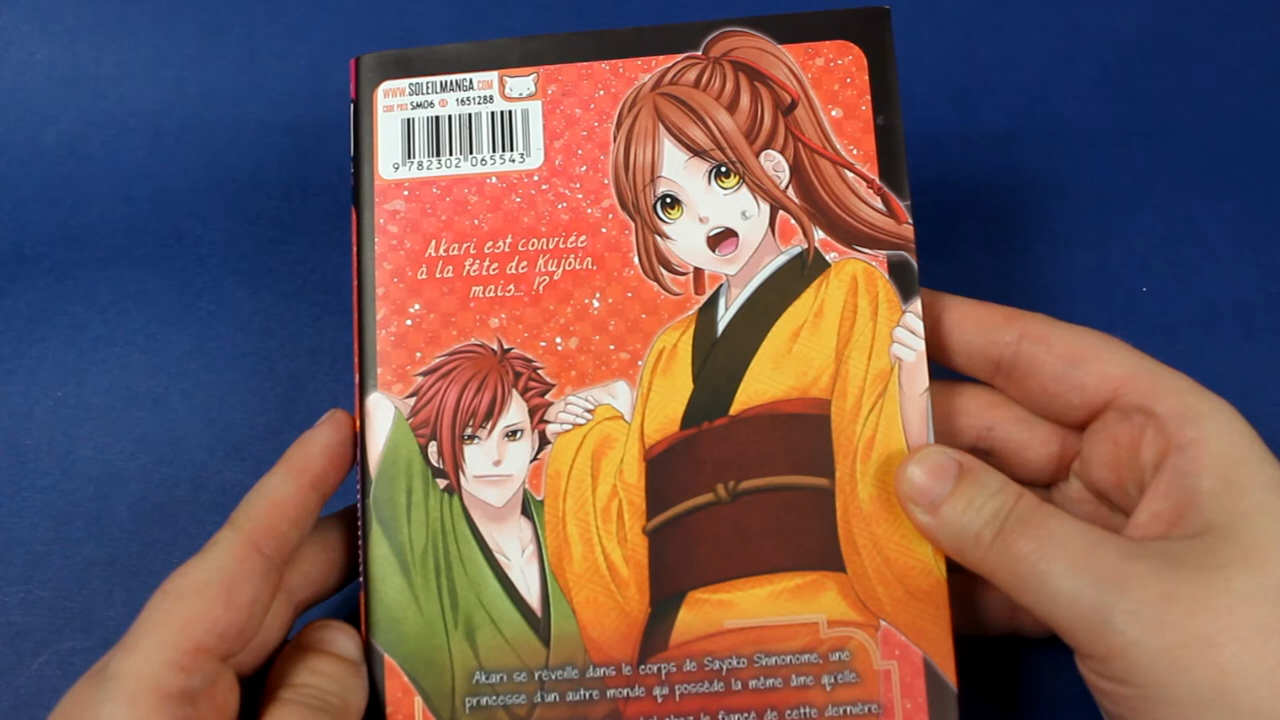 WWW.SOLEILMANGA.COM
CODE PRIX SM06 1651288
9 782302 065543
Akari est conviée
à la fête de Kujôin,
mais... !?
Akari se réveille dans le corps de Sayoko Shinonome, une
princesse d'un autre monde qui possède la même âme qu'elle.
chez le fiancé de cette dernière.